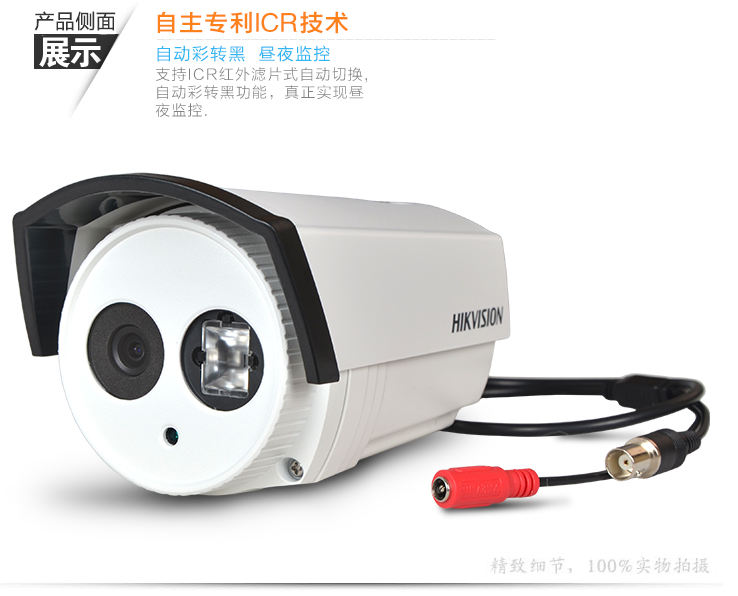 产品侧面
展示
自主专利ICR技术
自动彩转黑 昼夜监控
支持ICR红外滤片式自动切换，
自动彩转黑功能，真正实现昼
夜监控.
HIKVISION
精致细节，100%实物拍摄